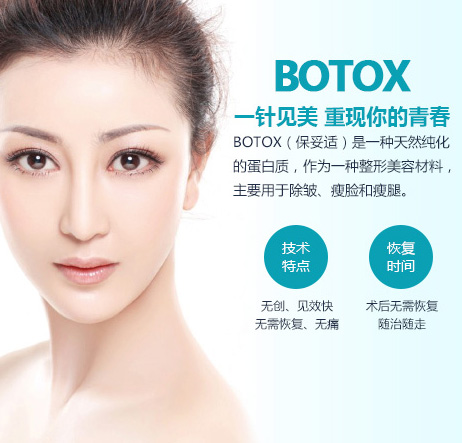 BOTOX
一针见美 重现你的青春
BOTOX（保妥适）是一种天然纯化
的蛋白质，作为一种整形美容材料，
主要用于除皱、瘦脸和瘦腿。
技术
特点
无创、见效快
无需恢复、无痛
恢复
时间
术后无需恢复
随治随走